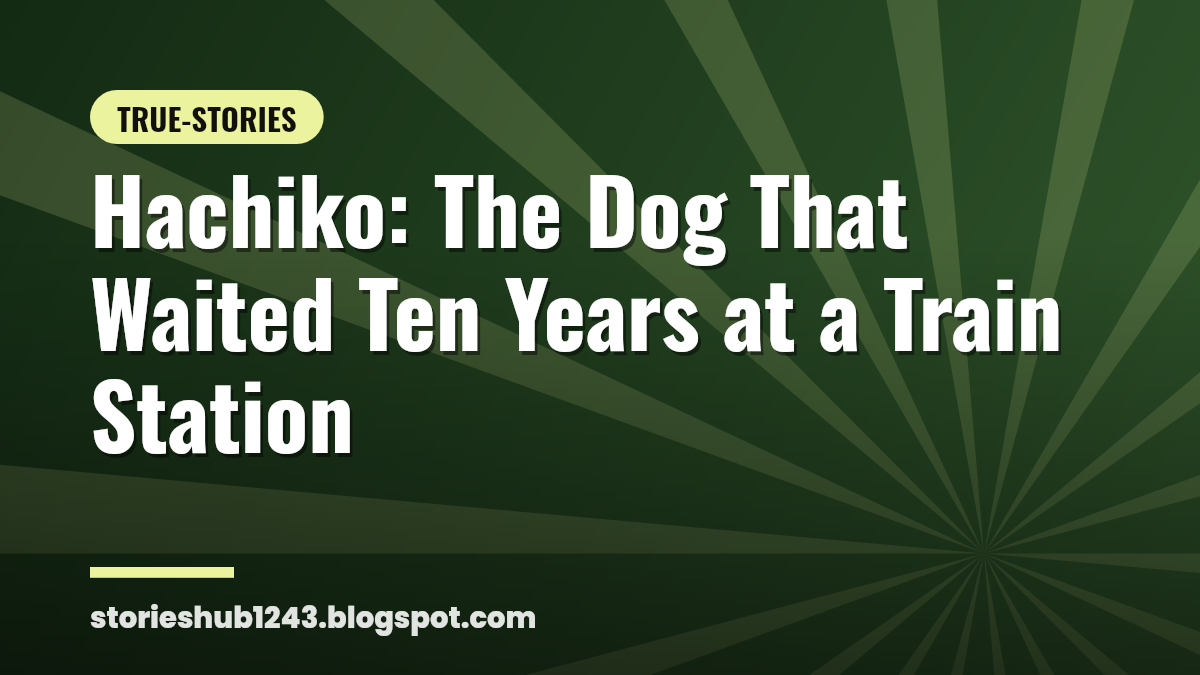 TRUE-STORIES
Hachiko: The Dog That
Waited Ten Years at a Train
Station
storieshub1243.blogspot.com